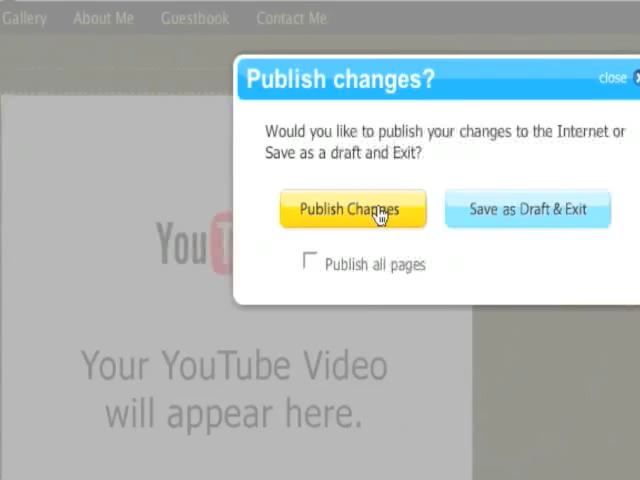 Gallery About Me Guestbook Contact Me
Publish changes? close
Would you like to publish your changes to the Internet or
Save as a draft and Exit?
Publish Changes Save as Draft & Exit
Publish all pages
You
Your YouTube Video
will appear here.